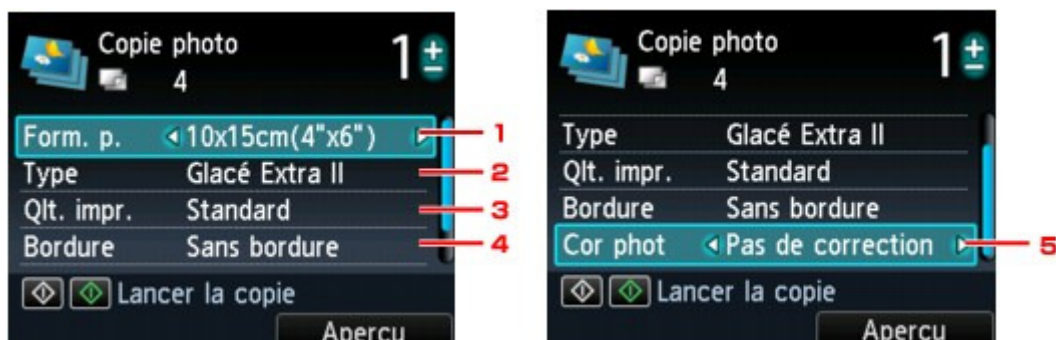 Copie photo
4
1
Form. p. 10x15cm(4"x6") 1
Type Glacé Extra II 2
Qlt. impr. Standard 3
Bordure Sans bordure 4
Lancer la copie
Aperçu
Copie photo
4
1
Type Glacé Extra II
Qlt. impr. Standard
Bordure Sans bordure
Cor phot Pas de correction 5
Lancer la copie
Aperçu